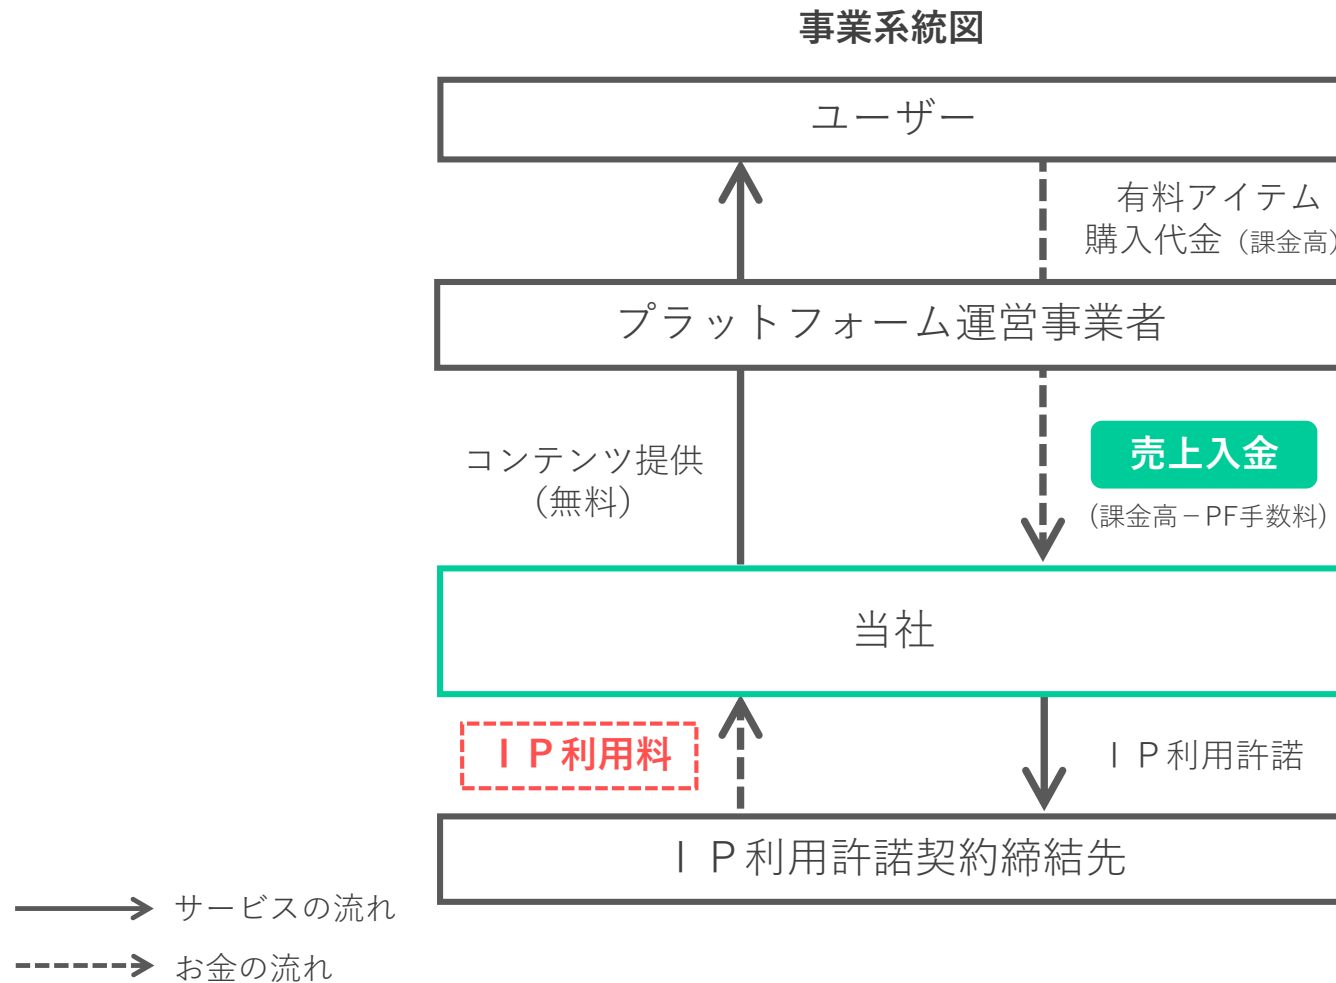 事業系統図
ユーザー
有料アイテム
購入代金（課金高）
プラットフォーム運営事業者
コンテンツ提供
(無料)
売上入金
(課金高－PF手数料)
当社
ＩＰ利用料
ＩＰ利用許諾
ＩＰ利用許諾契約締結先
サービスの流れ
お金の流れ